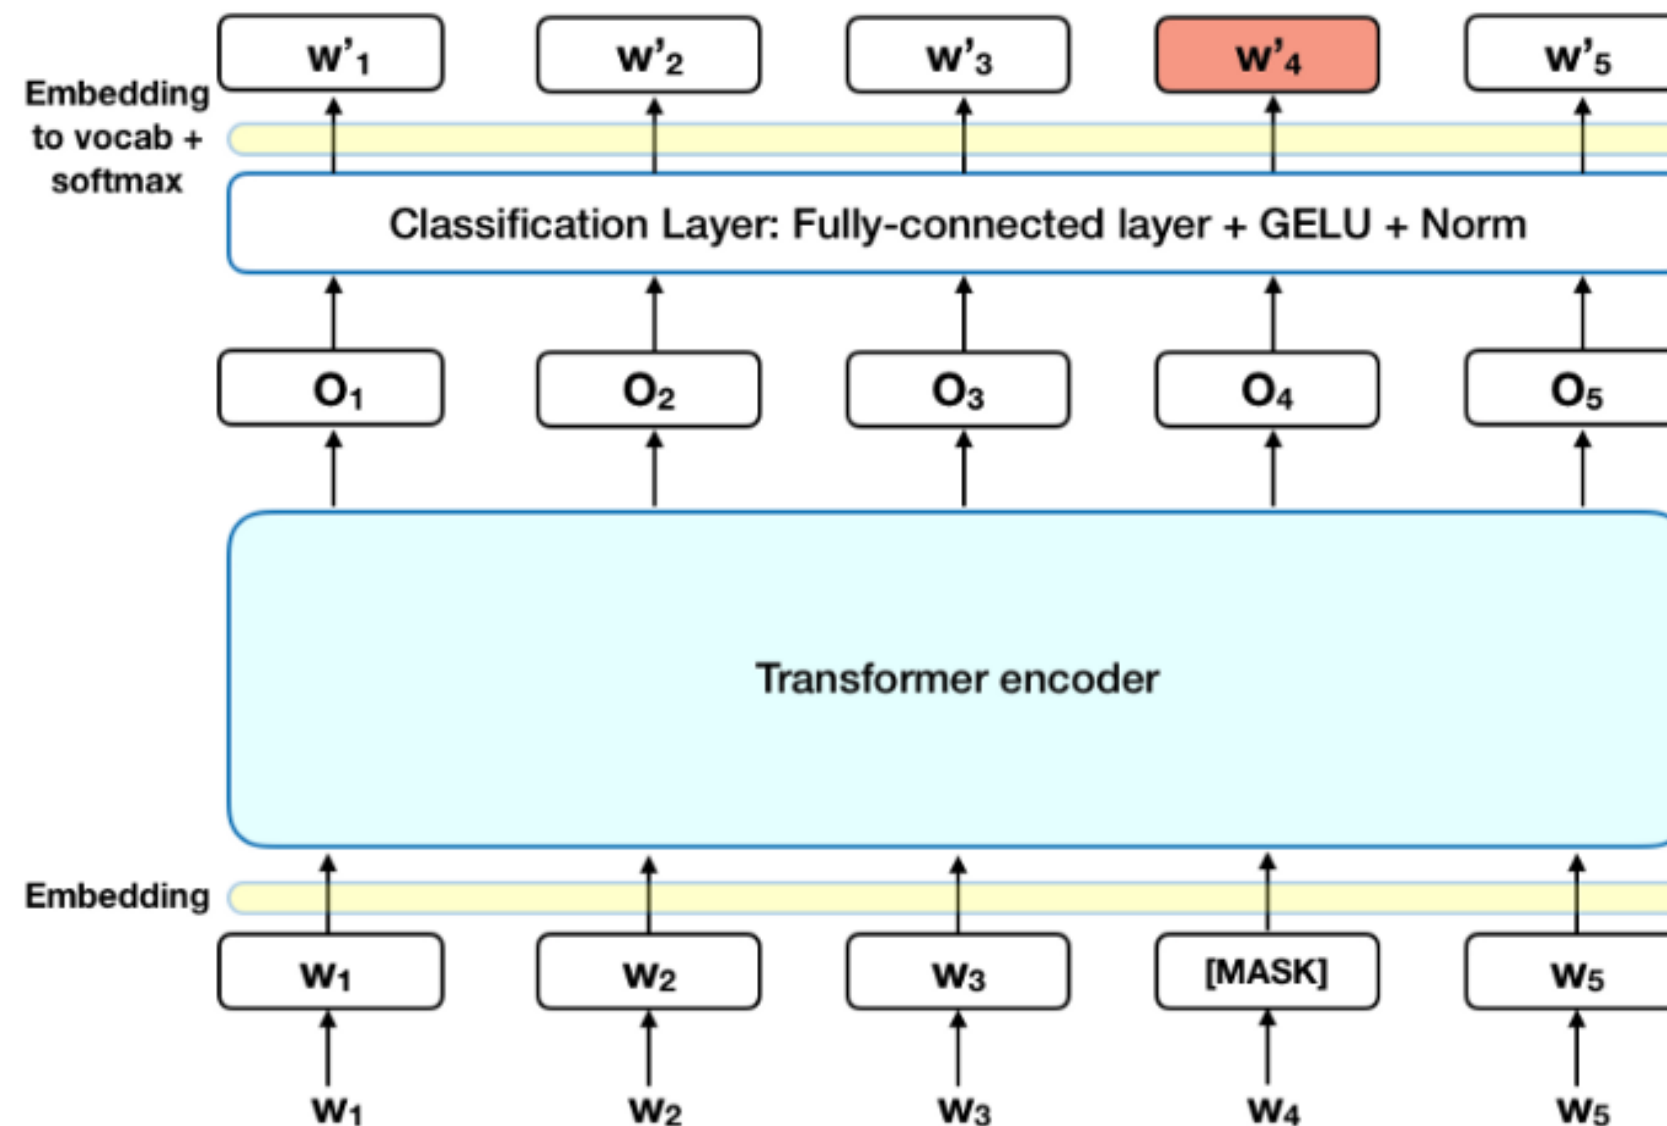 w'₁ w'₂ w'₃ w'₄ w'₅
Embedding
to vocab +
softmax
Classification Layer: Fully-connected layer + GELU + Norm
O₁ O₂ O₃ O₄ O₅
Transformer encoder
Embedding
W₁ W₂ W₃ [MASK] W₅
W₁ W₂ W₃ W₄ W₅